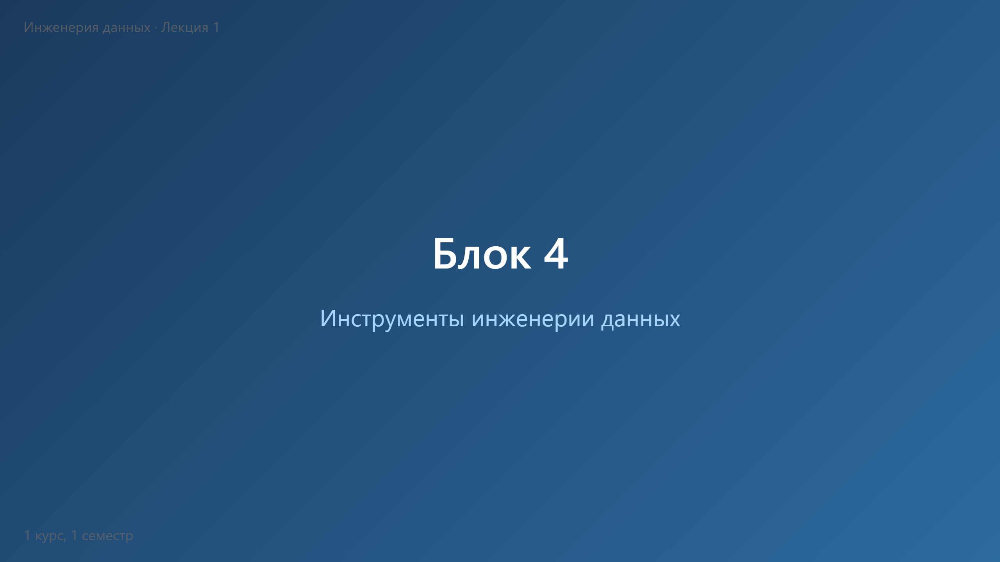 Инженерия данных · Лекция 1
Блок 4
Инструменты инженерии данных
1 курс, 1 семестр